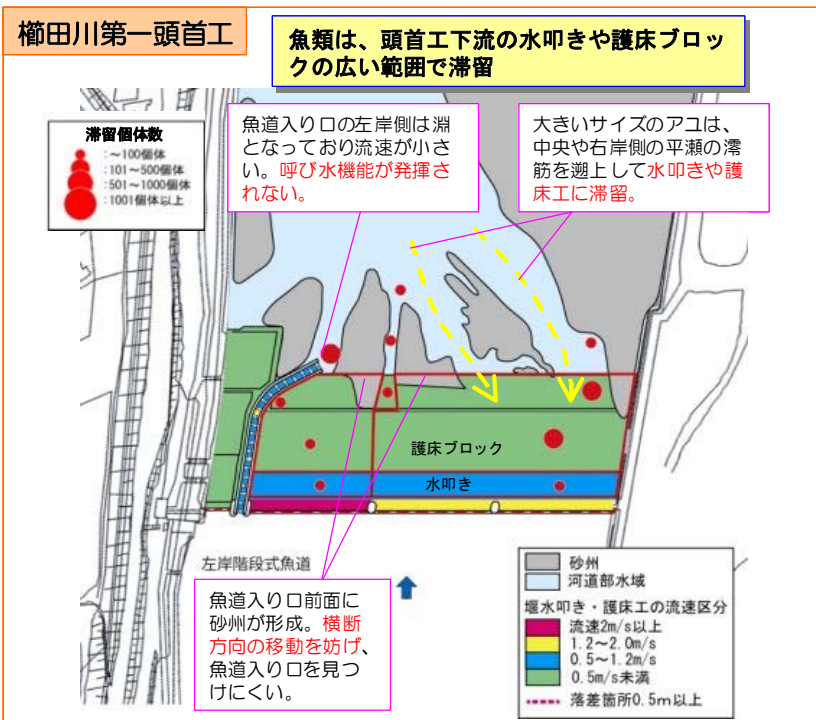 櫛田川第一頭首工
魚類は、頭首工下流の水叩きや護床ブロッ
クの広い範囲で滞留
滞留個体数
：～100個体
：101～500個体
：501～1000個体
：1001個体以上
魚道入り口の左岸側は淵
となっており流速が小さ
い。呼び水機能が発揮さ
れない。
大きいサイズのアユは、
中央や右岸側の平瀬の澪
筋を遡上して水叩きや護
床工に滞留。
護床ブロック
水叩き
左岸階段式魚道
魚道入り口前面に
砂州が形成。横断
方向の移動を妨げ、
魚道入り口を見つ
けにくい。
砂州
河道部水域
堰水叩き・護床工の流速区分
流速2m/s以上
1.2～2.0m/s
0.5～1.2m/s
0.5m/s未満
落差箇所0.5m以上